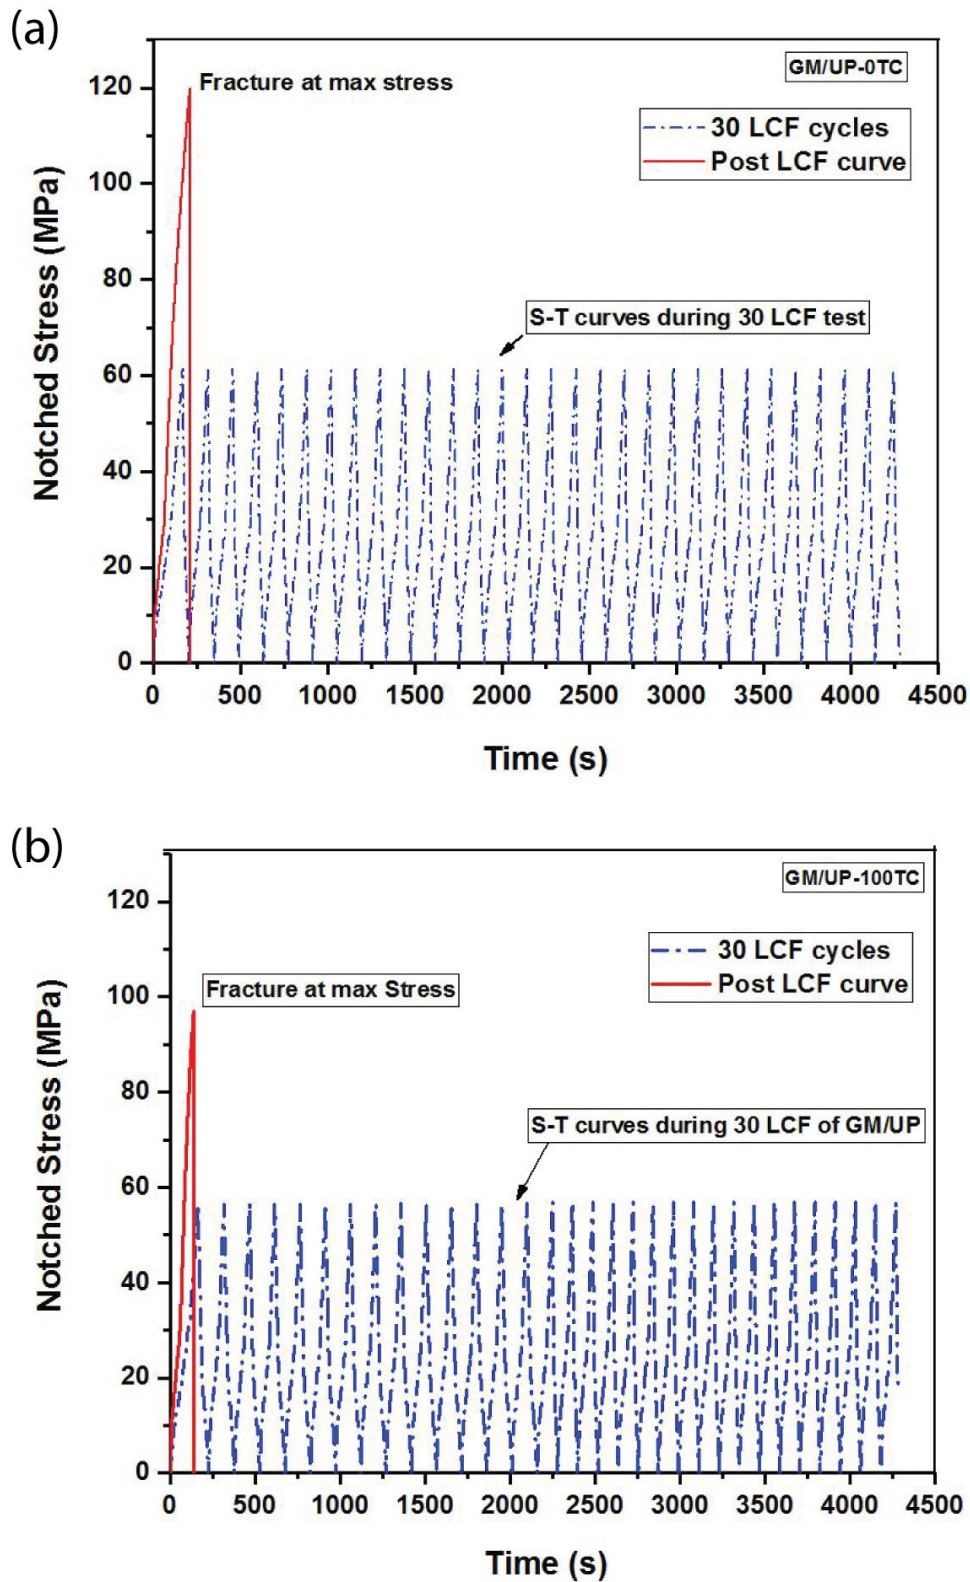 (a)
GM/UP-0TC
Fracture at max stress
30 LCF cycles
Post LCF curve
S-T curves during 30 LCF test
Notched Stress (MPa)
120
100
80
60
40
20
0
0 500 1000 1500 2000 2500 3000 3500 4000 4500
Time (s)
(b)
GM/UP-100TC
30 LCF cycles
Post LCF curve
Fracture at max Stress
S-T curves during 30 LCF of GM/UP
Notched Stress (MPa)
120
100
80
60
40
20
0
0 500 1000 1500 2000 2500 3000 3500 4000 4500
Time (s)